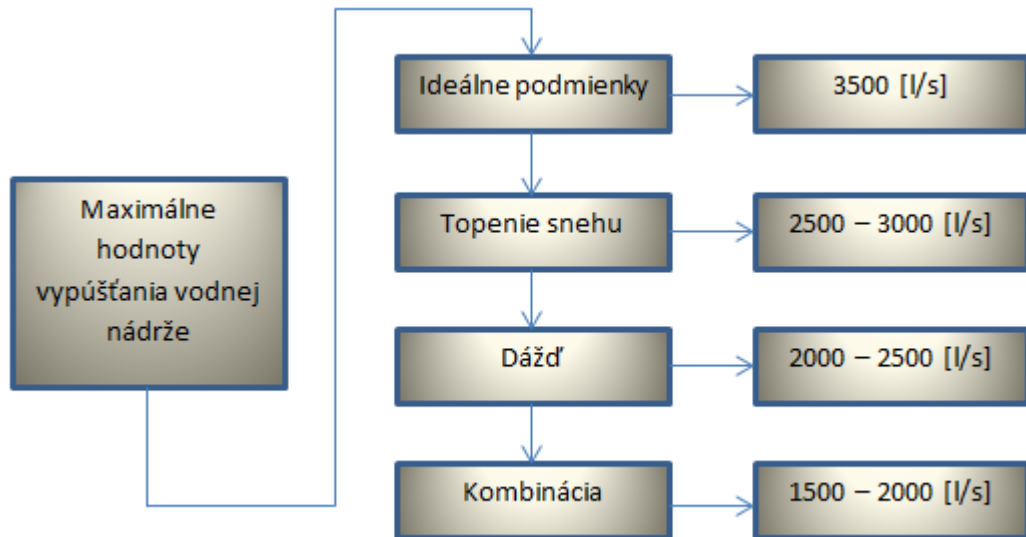 Maximálne
hodnoty
vypúšťania vodnej
nádrže
Ideálne podmienky
3500 [l/s]
Topenie snehu
2500 – 3000 [l/s]
Dážď
2000 – 2500 [l/s]
Kombinácia
1500 – 2000 [l/s]